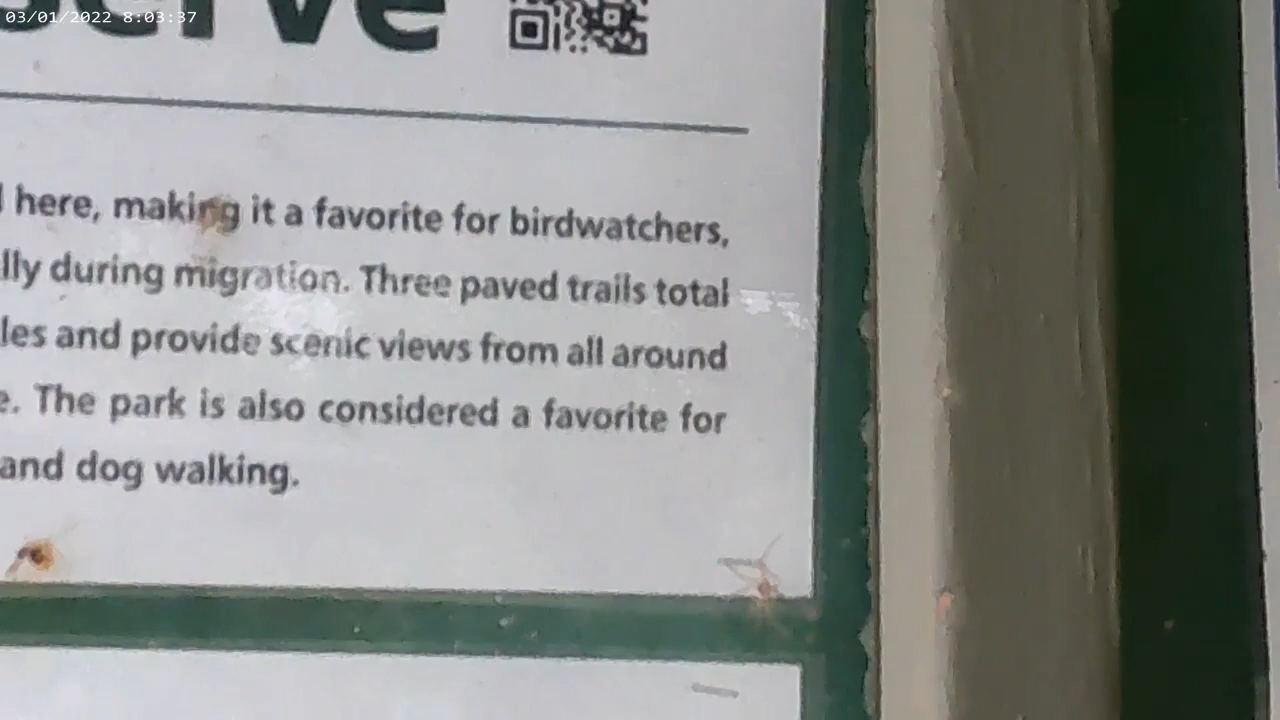 03/01/2022 8:03:37
serve
here, making it a favorite for birdwatchers,
lly during migration. Three paved trails total
les and provide scenic views from all around
e. The park is also considered a favorite for
and dog walking.